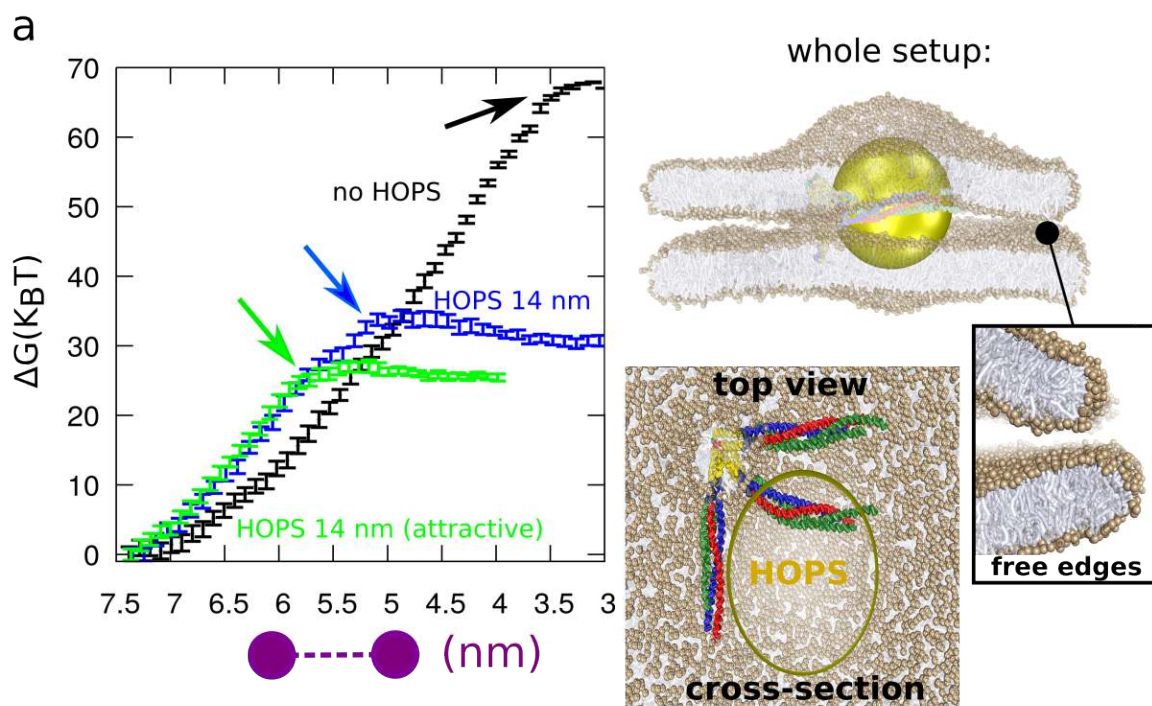 a
whole setup:
70
60
50
40
30
20
10
0
ΔG(KBT)
no HOPS
HOPS 14 nm
HOPS 14 nm (attractive)
7.5 7 6.5 6 5.5 5 4.5 4 3.5 3
(nm)
top view
HOPS
cross-section
free edges